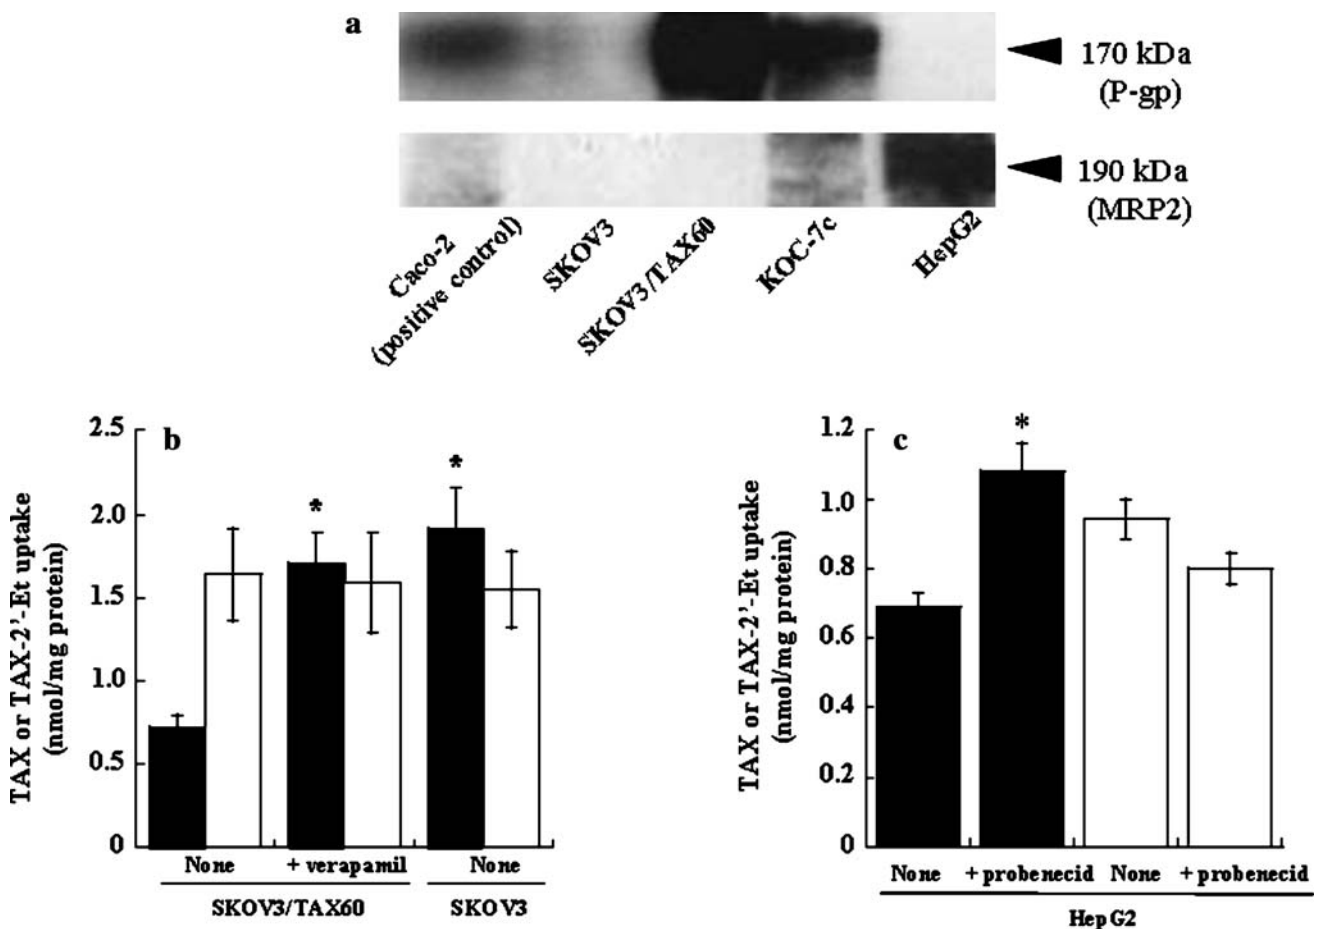 a
170 kDa
(P-gp)
190 kDa
(MRP2)
Caco-2
(positive control)
SKOV3
SKOV3/TAX60
KOC-7c
HepG2
b
TAX or TAX-2’-Et uptake
(nmol/mg protein)
2.5
2.0
1.5
1.0
0.5
0
*
*
None
+ verapamil
None
SKOV3/TAX60
SKOV3
c
TAX or TAX-2’-Et uptake
(nmol/mg protein)
1.2
1.0
0.8
0.6
0.4
0.2
0
*
None
+ probenecid
None
+ probenecid
HepG2